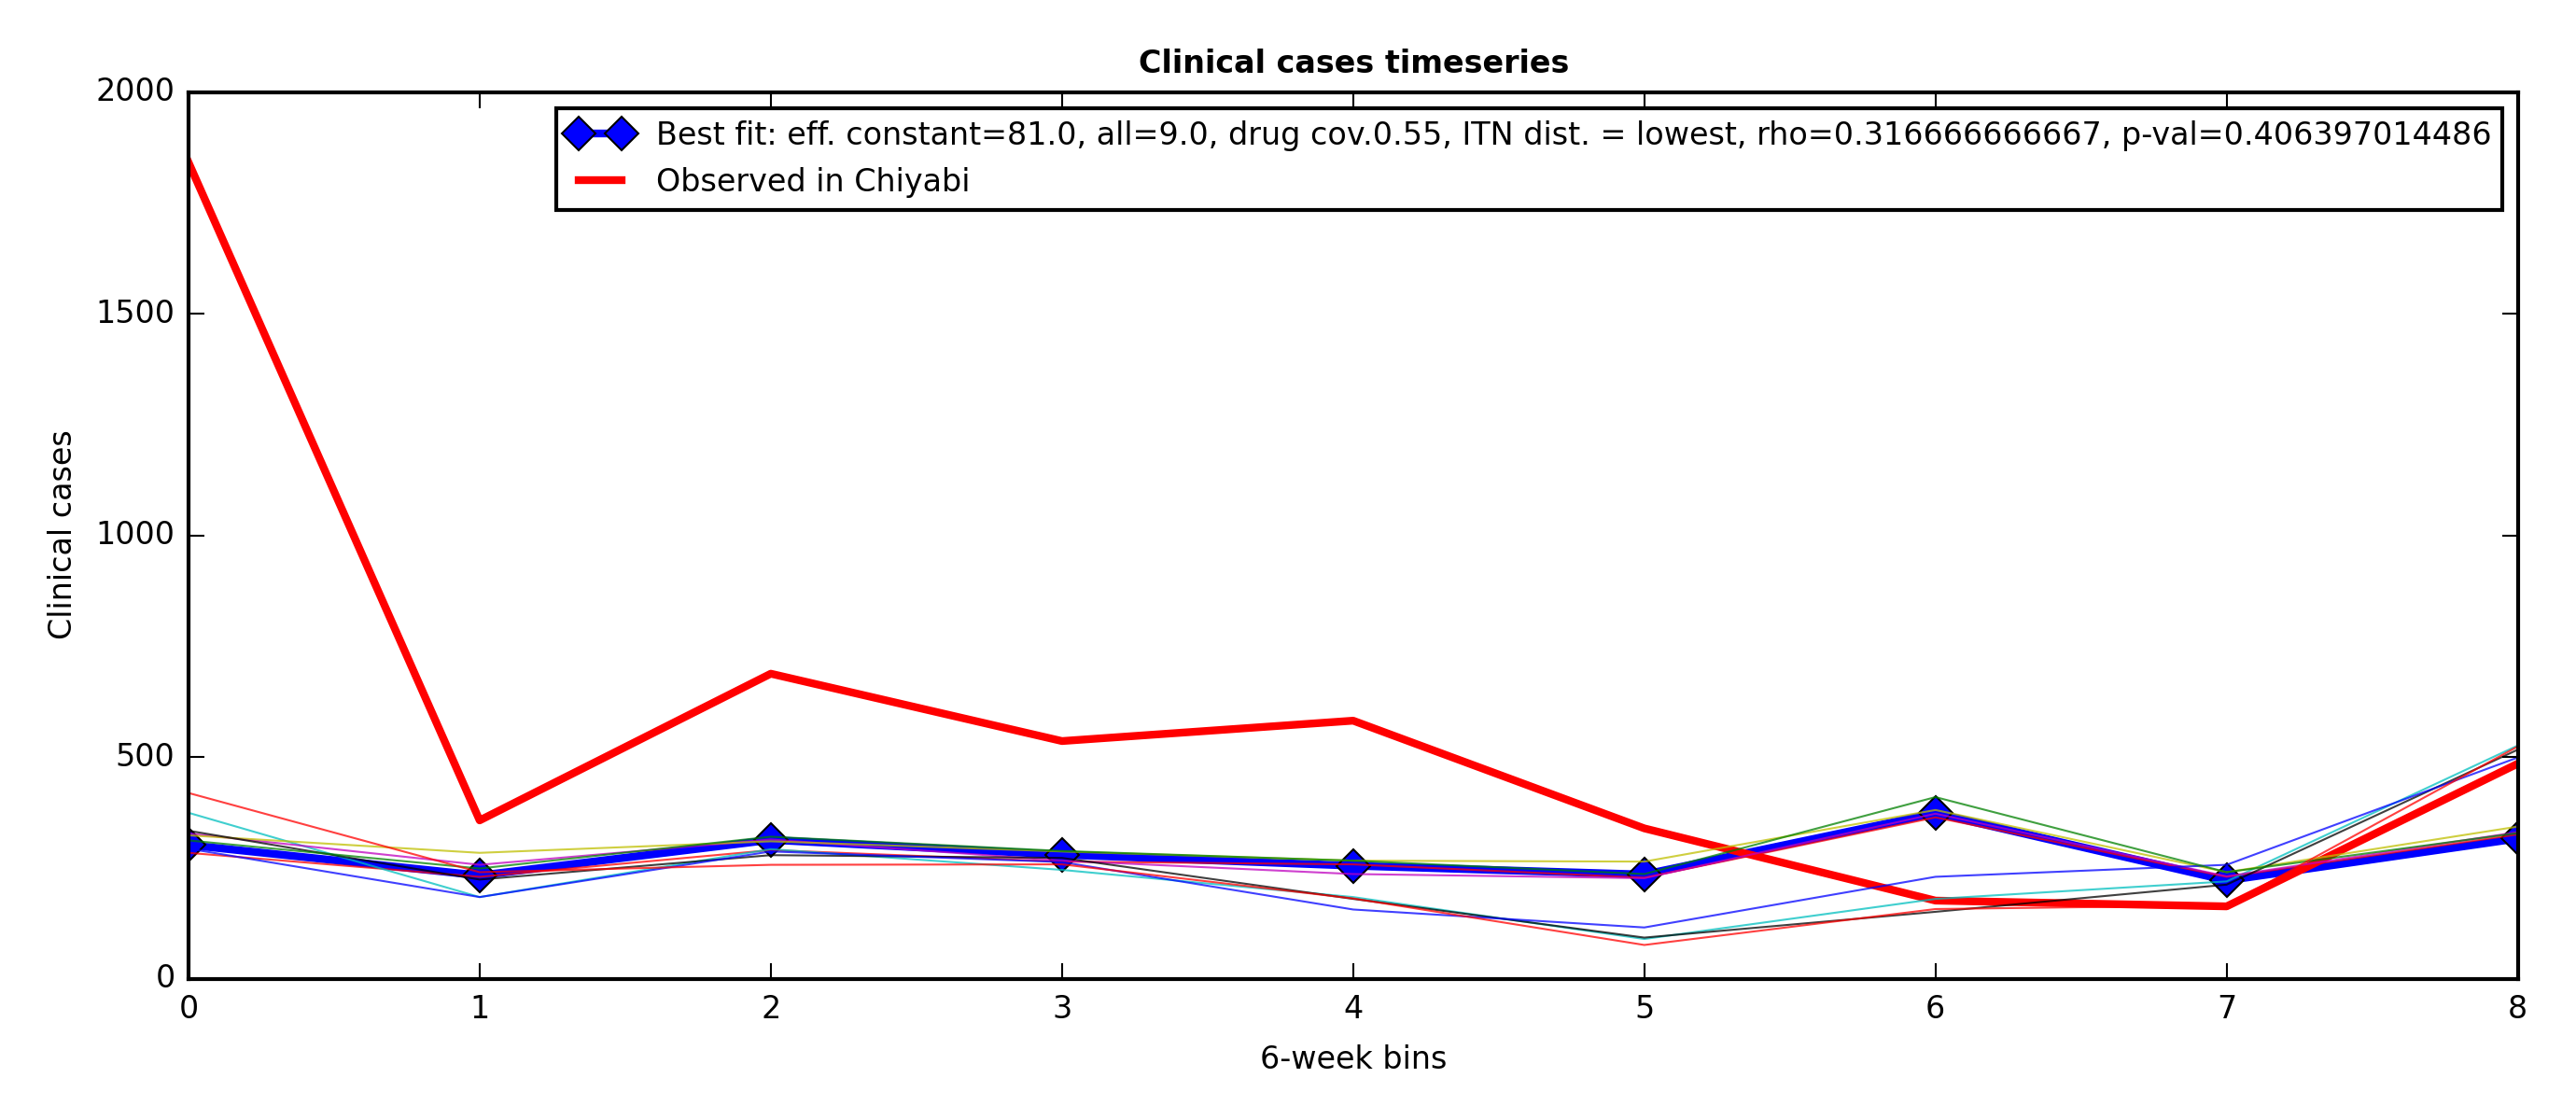 Clinical cases timeseries
2000
1500
1000
500
0
Clinical cases
Best fit: eff. constant=81.0, all=9.0, drug cov.0.55, ITN dist. = lowest, rho=0.316666666667, p-val=0.406397014486
Observed in Chiyabi
0 1 2 3 4 5 6 7 8
6-week bins